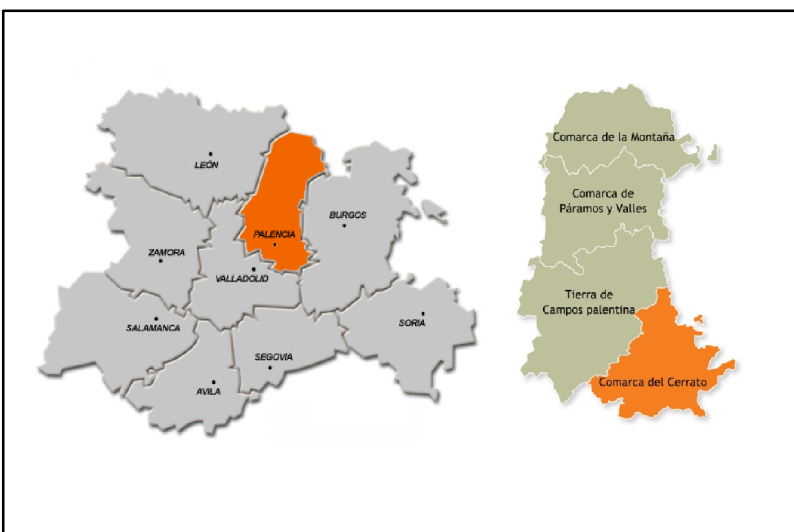 LEÓN
PALENCIA
BURGOS
ZAMORA
VALLADOLID
SALAMANCA
SORIA
SEGOVIA
AVILA
Comarca de la Montaña
Comarca de
Páramos y Valles
Tierra de
Campos palentina
Comarca del Cerrato